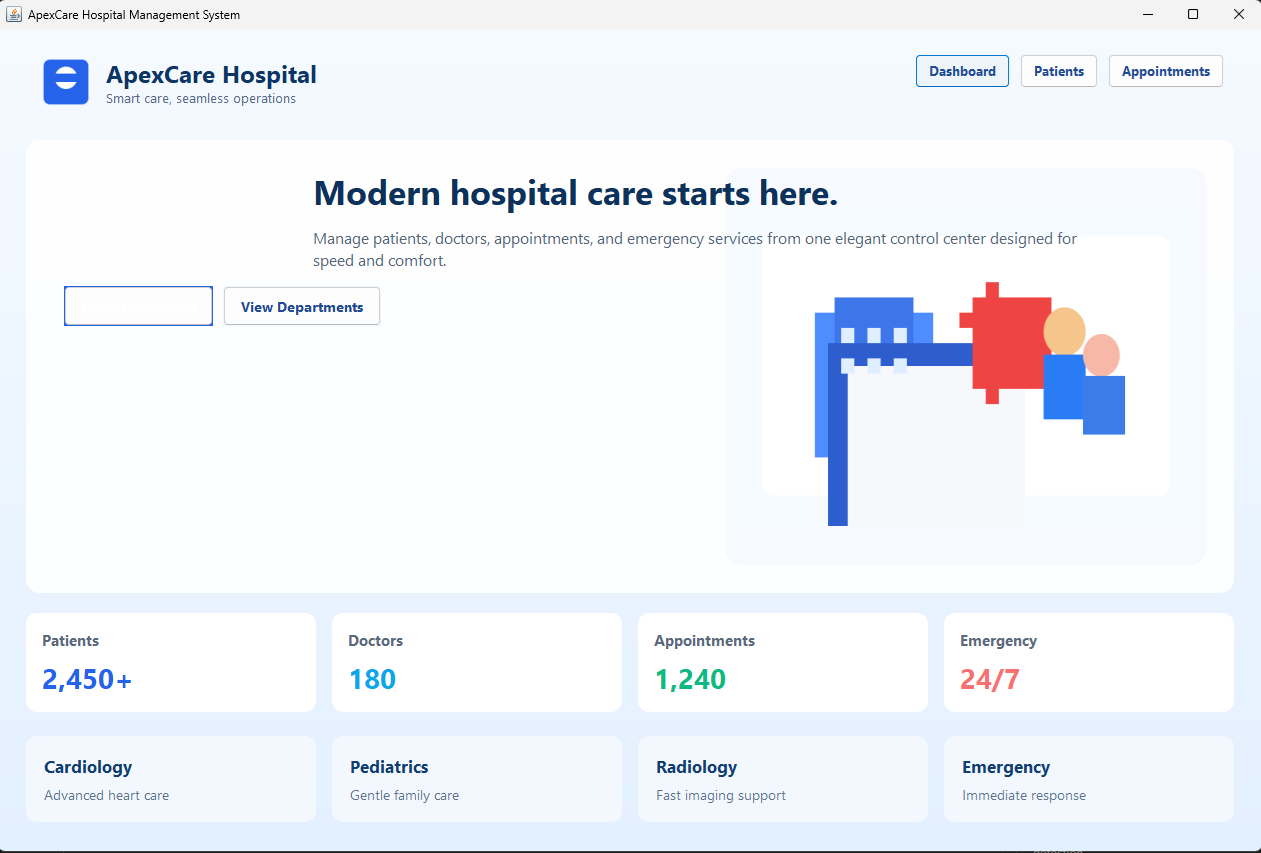 ApexCare Hospital Management System
ApexCare Hospital
Smart care, seamless operations
Dashboard
Patients
Appointments
Modern hospital care starts here.
Manage patients, doctors, appointments, and emergency services from one elegant control center designed for
speed and comfort.
View Departments
Patients
2,450+
Doctors
180
Appointments
1,240
Emergency
24/7
Cardiology
Advanced heart care
Pediatrics
Gentle family care
Radiology
Fast imaging support
Emergency
Immediate response